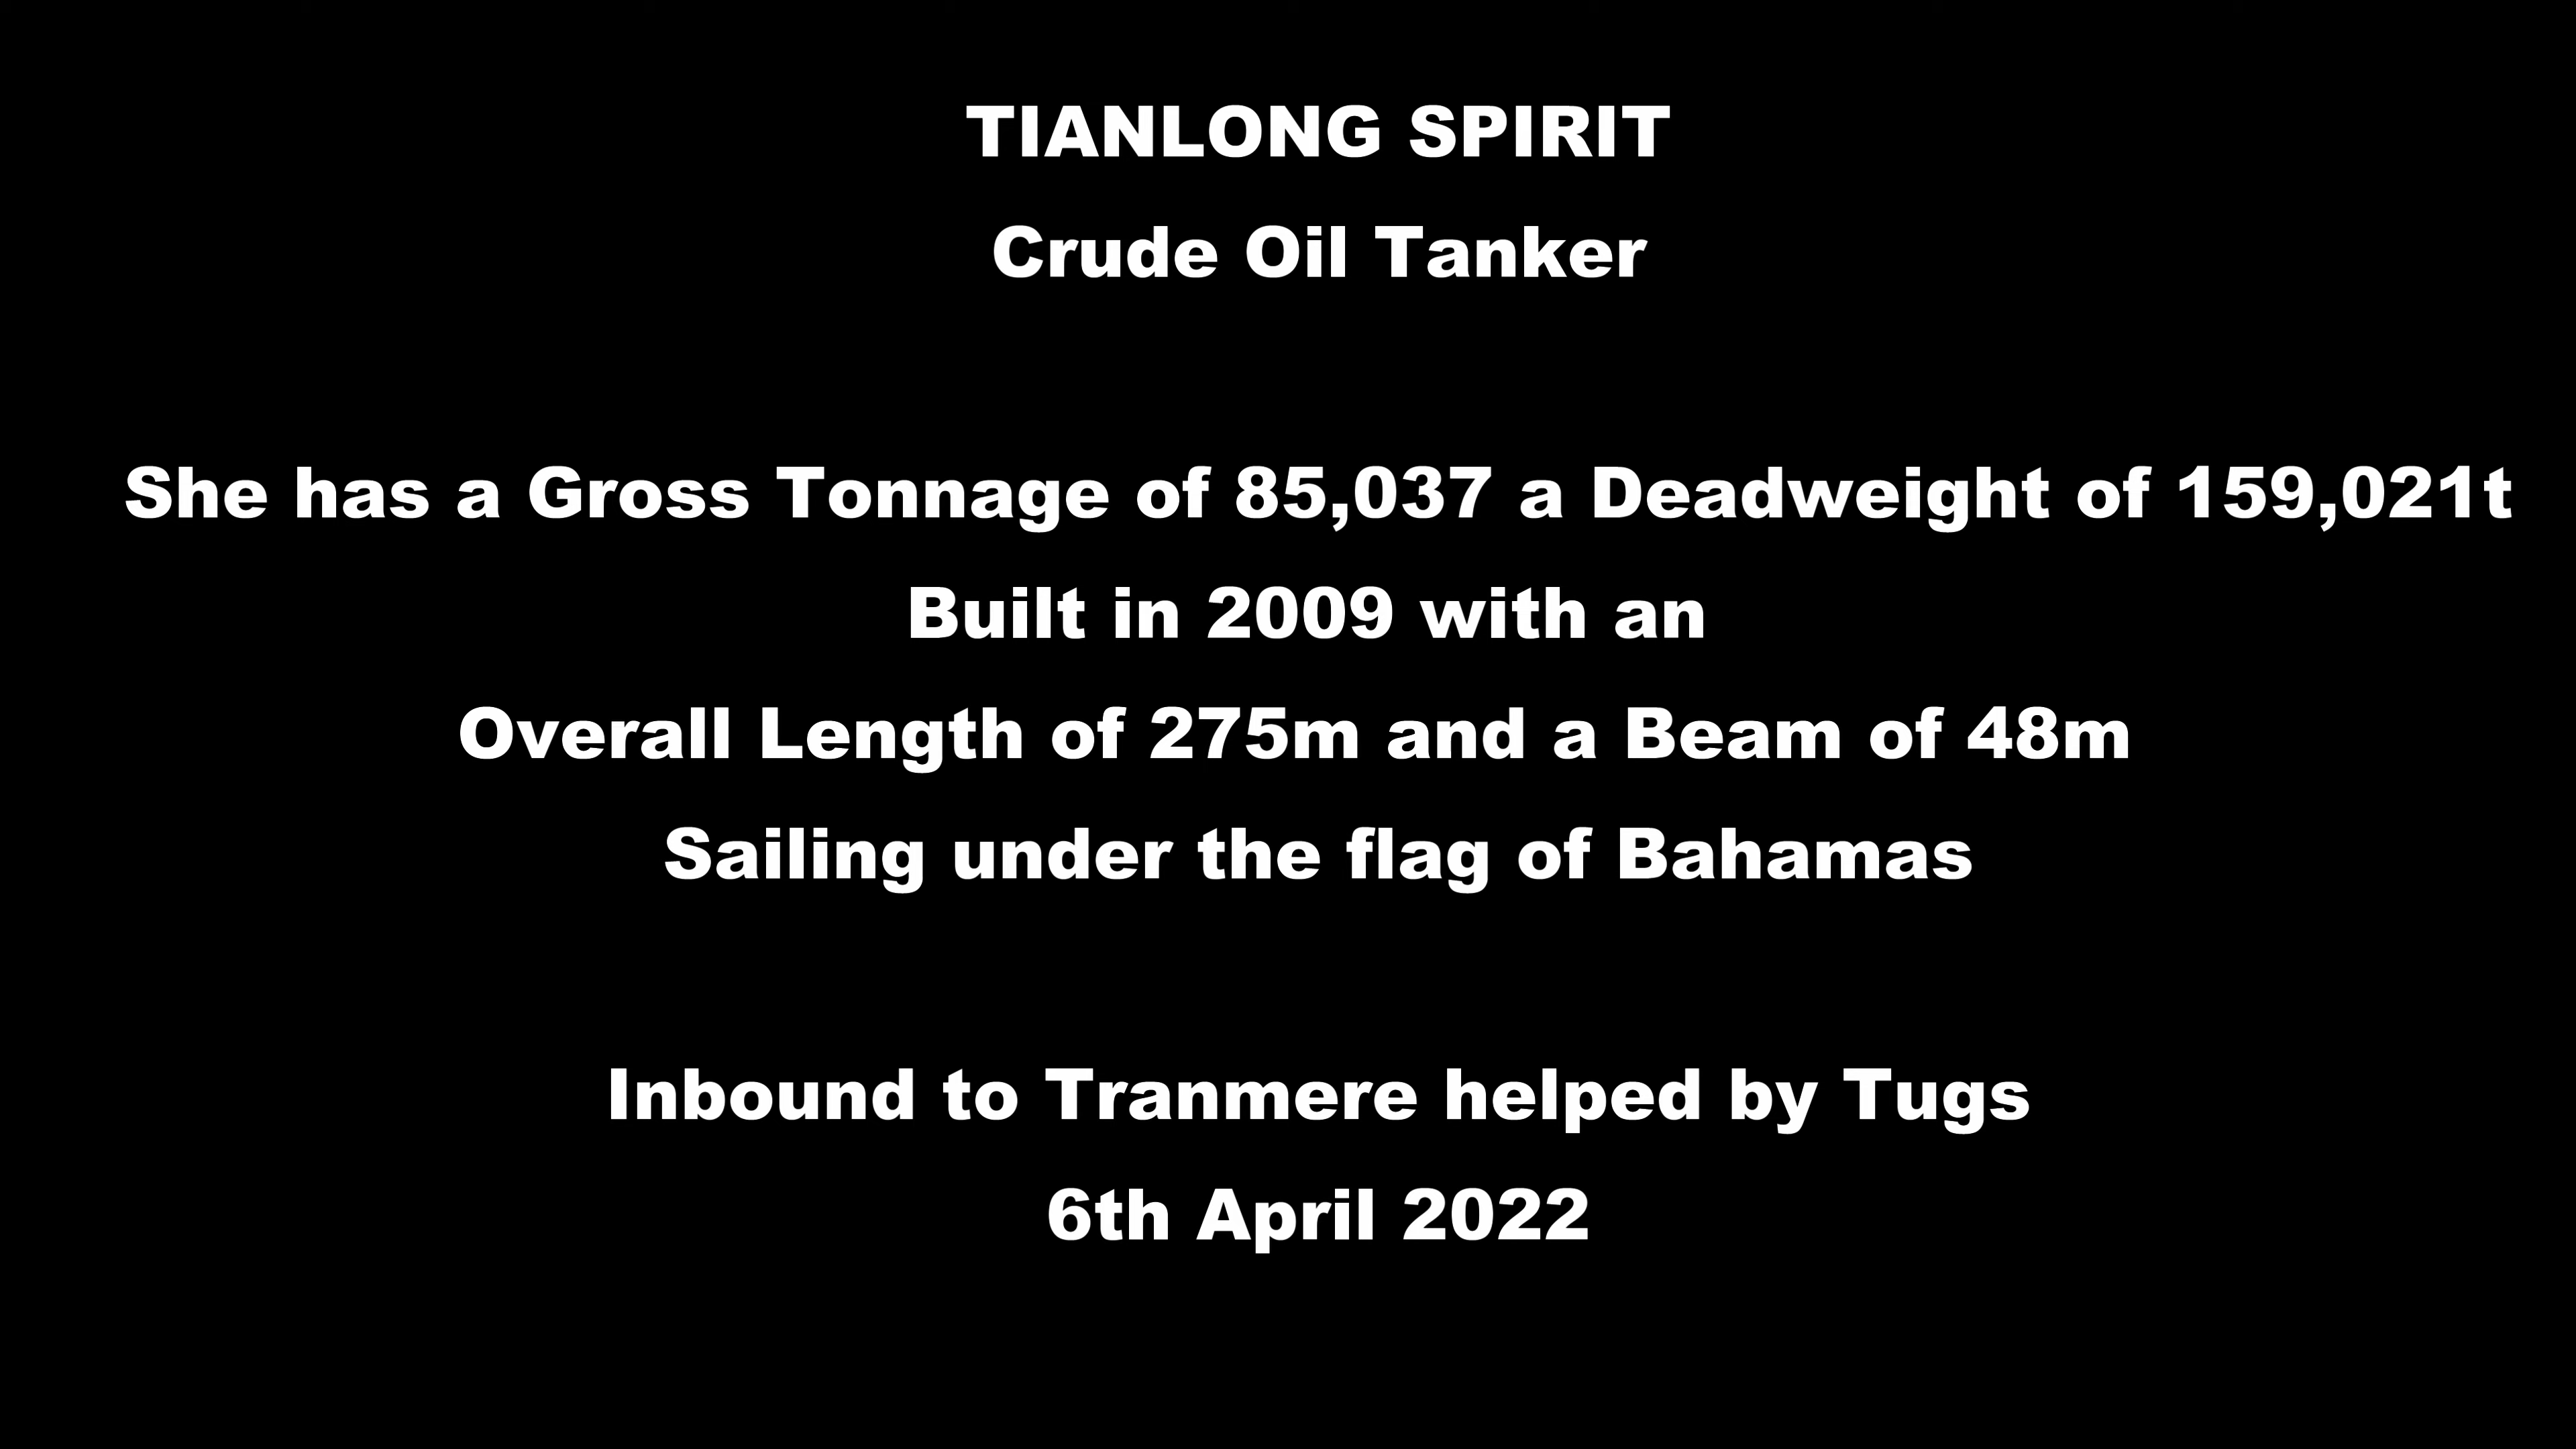 TIANLONG SPIRIT
Crude Oil Tanker
She has a Gross Tonnage of 85,037 a Deadweight of 159,021t
Built in 2009 with an
Overall Length of 275m and a Beam of 48m
Sailing under the flag of Bahamas
Inbound to Tranmere helped by Tugs
6th April 2022